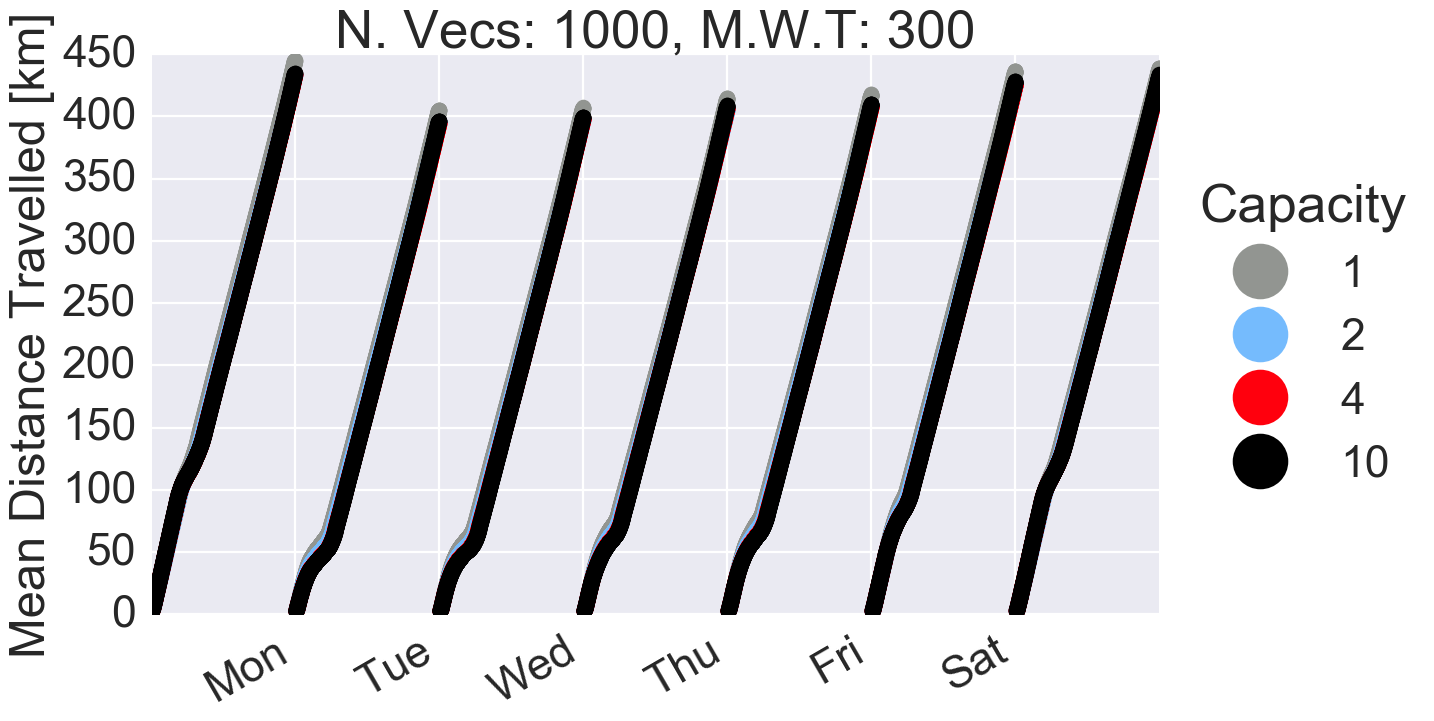 N. Vecs: 1000, M.W.T: 300
Mean Distance Travelled [km]
450
400
350
300
250
200
150
100
50
0
Mon
Tue
Wed
Thu
Fri
Sat
Capacity
1
2
4
10